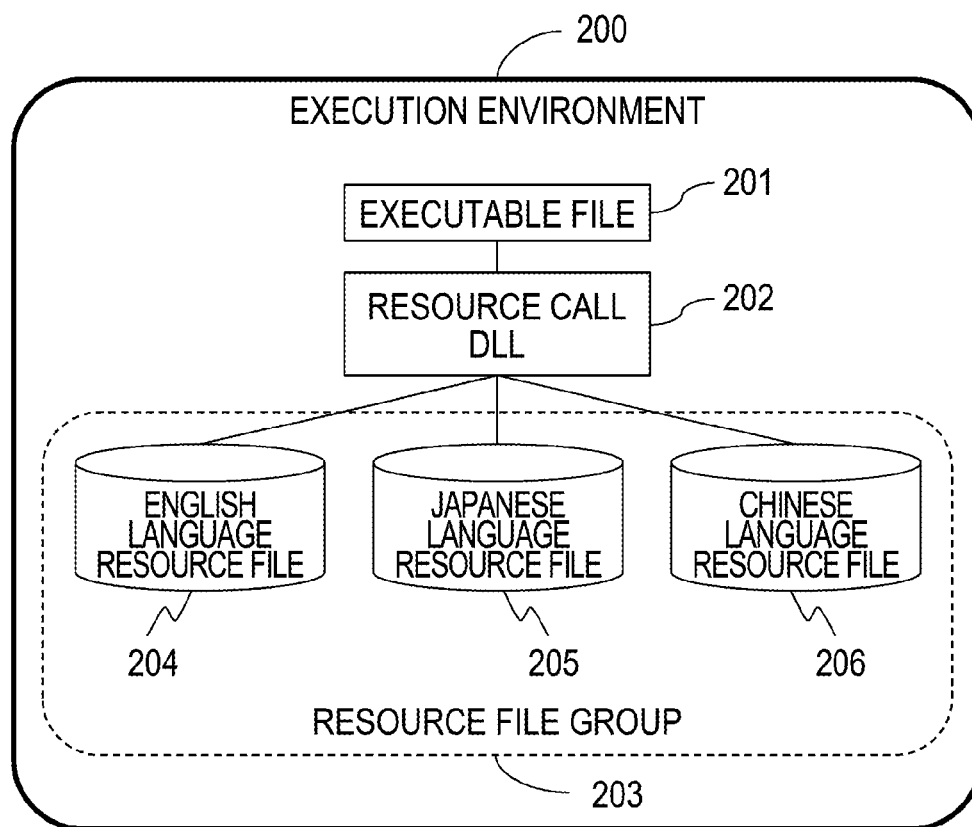 200
EXECUTION ENVIRONMENT
EXECUTABLE FILE
201
RESOURCE CALL
DLL
202
ENGLISH
LANGUAGE
RESOURCE FILE
204
JAPANESE
LANGUAGE
RESOURCE FILE
205
CHINESE
LANGUAGE
RESOURCE FILE
206
RESOURCE FILE GROUP
203